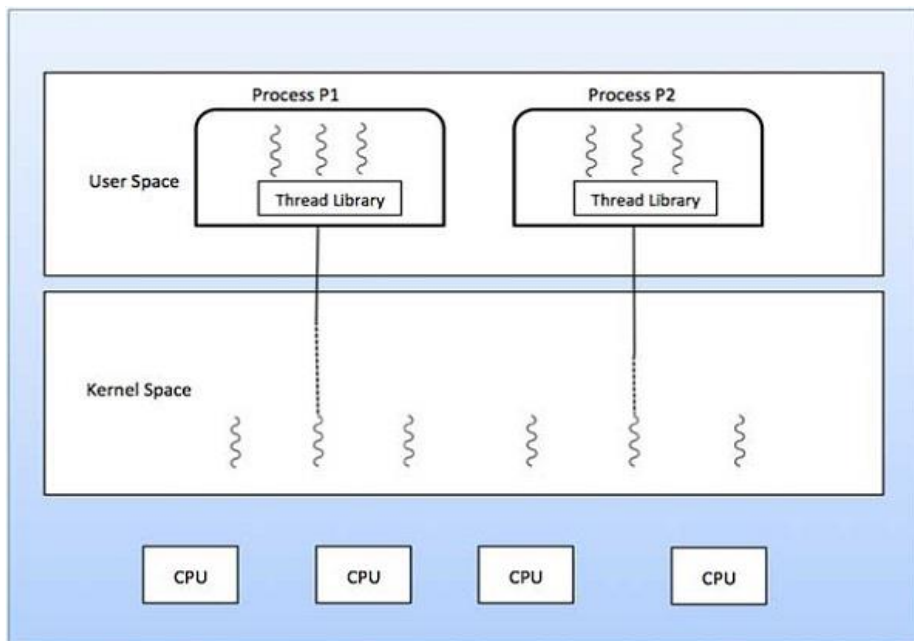 Process P1
Process P2
User Space
Thread Library
Thread Library
Kernel Space
CPU
CPU
CPU
CPU